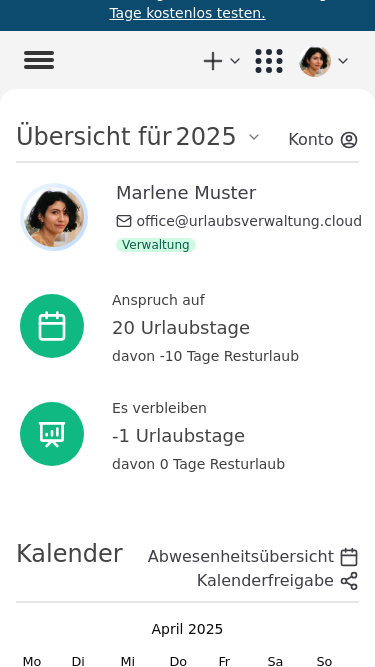 Tage kostenlos testen.
Übersicht für 2025
Konto
Marlene Muster
office@urlaubsverwaltung.cloud
Verwaltung
Anspruch auf
20 Urlaubstage
davon -10 Tage Resturlaub
Es verbleiben
-1 Urlaubstage
davon 0 Tage Resturlaub
Kalender
Abwesenheitsübersicht
Kalenderfreigabe
April 2025
Mo Di Mi Do Fr Sa So